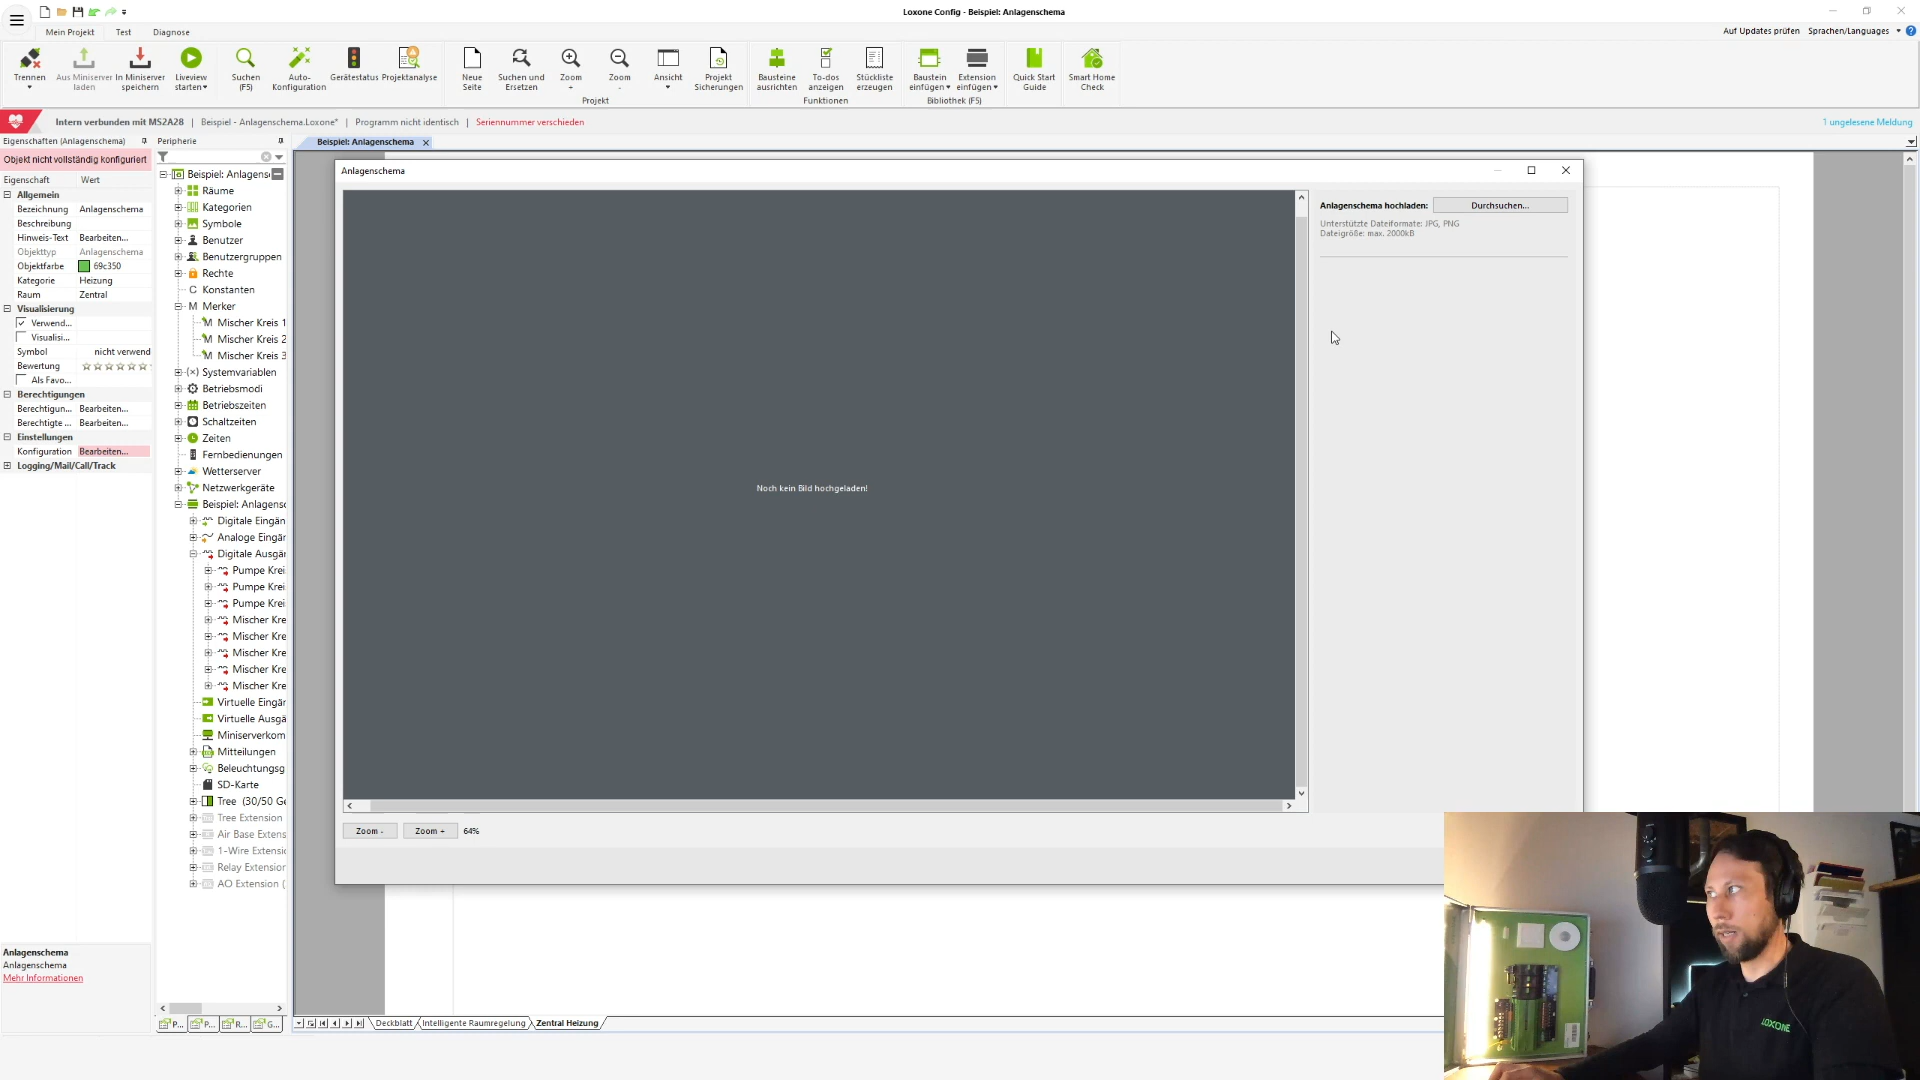 Loxone Config - Beispiel: Anlagenschema
Mein Projekt
Test
Diagnose
Auf Updates prüfen
Sprachen/Languages
Trennen
Aus Miniserver laden
In Miniserver speichern
Liveview starten
Suchen (F5)
Auto-Konfiguration
Gerätestatus
Projektanalyse
Neue Seite
Suchen und Ersetzen
Zoom +
Zoom -
Ansicht
Projekt Sicherungen
Bausteine ausrichten
To-dos anzeigen
Stückliste erzeugen
Baustein einfügen
Extension einfügen
Quick Start Guide
Smart Home Check
Projekt
Funktionen
Bibliothek (F5)
Intern verbunden mit MS2A28 | Beispiel - Anlagenschema.Loxone* | Programm nicht identisch | Seriennummer verschieden
1 ungelesene Meldung
Eigenschaften (Anlagenschema)
Objekt nicht vollständig konfiguriert
Eigenschaft Wert
Allgemein
Bezeichnung Anlagenschema
Beschreibung
Hinweis-Text Bearbeiten...
Objekttyp Anlagenschema
Objektfarbe 69c350
Kategorie Heizung
Raum Zentral
Visualisierung
Verwend...
Visualisi...
Symbol nicht verwend
Bewertung
Als Favo...
Berechtigungen
Berechtigun... Bearbeiten...
Berechtigte ... Bearbeiten...
Einstellungen
Konfiguration Bearbeiten...
Logging/Mail/Call/Track
Anlagenschema
Anlagenschema
Mehr Informationen
Peripherie
Beispiel: Anlagens
Räume
Kategorien
Symbole
Benutzer
Benutzergruppen
Rechte
C Konstanten
M Merker
M Mischer Kreis 1
M Mischer Kreis 2
M Mischer Kreis 3
(x) Systemvariablen
Betriebsmodi
Betriebszeiten
Schaltzeiten
Zeiten
Fernbedienungen
Wetterserver
Netzwerkgeräte
Beispiel: Anlagensc
Digitale Eingän
Analoge Eingän
Digitale Ausgän
Pumpe Krei
Pumpe Krei
Pumpe Krei
Mischer Kre
Mischer Kre
Mischer Kre
Mischer Kre
Mischer Kre
Virtuelle Eingän
Virtuelle Ausgä
Miniserverkom
Mitteilungen
Beleuchtungsg
SD-Karte
Tree (30/50 Ge
Tree Extension
Air Base Extens
1-Wire Extensio
Relay Extension
AO Extension (
P...
P...
R...
G...
Beispiel: Anlagenschema
Anlagenschema
Noch kein Bild hochgeladen!
Anlagenschema hochladen:
Durchsuchen...
Unterstützte Dateiformate: JPG, PNG
Dateigröße: max. 2000kB
Zoom -
Zoom +
64%
Deckblatt
Intelligente Raumregelung
Zentral Heizung
LOXONE